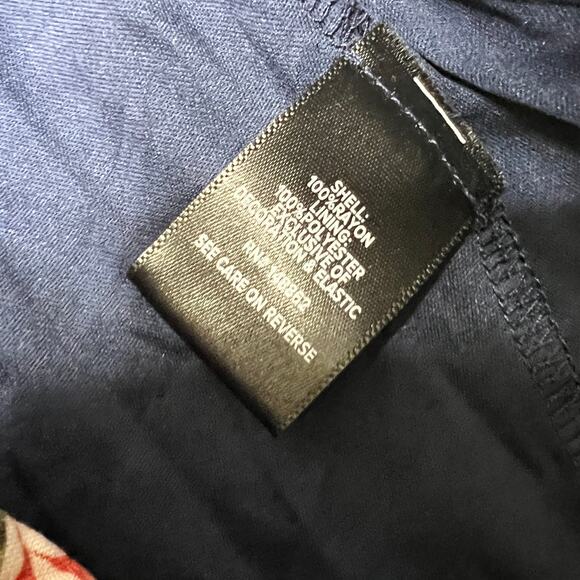 SHELL:
100%RAYON
LINING:
100%POLYESTER
EXCLUSIVE OF
DECORATION & ELASTIC
SEE CARE ON REVERSE